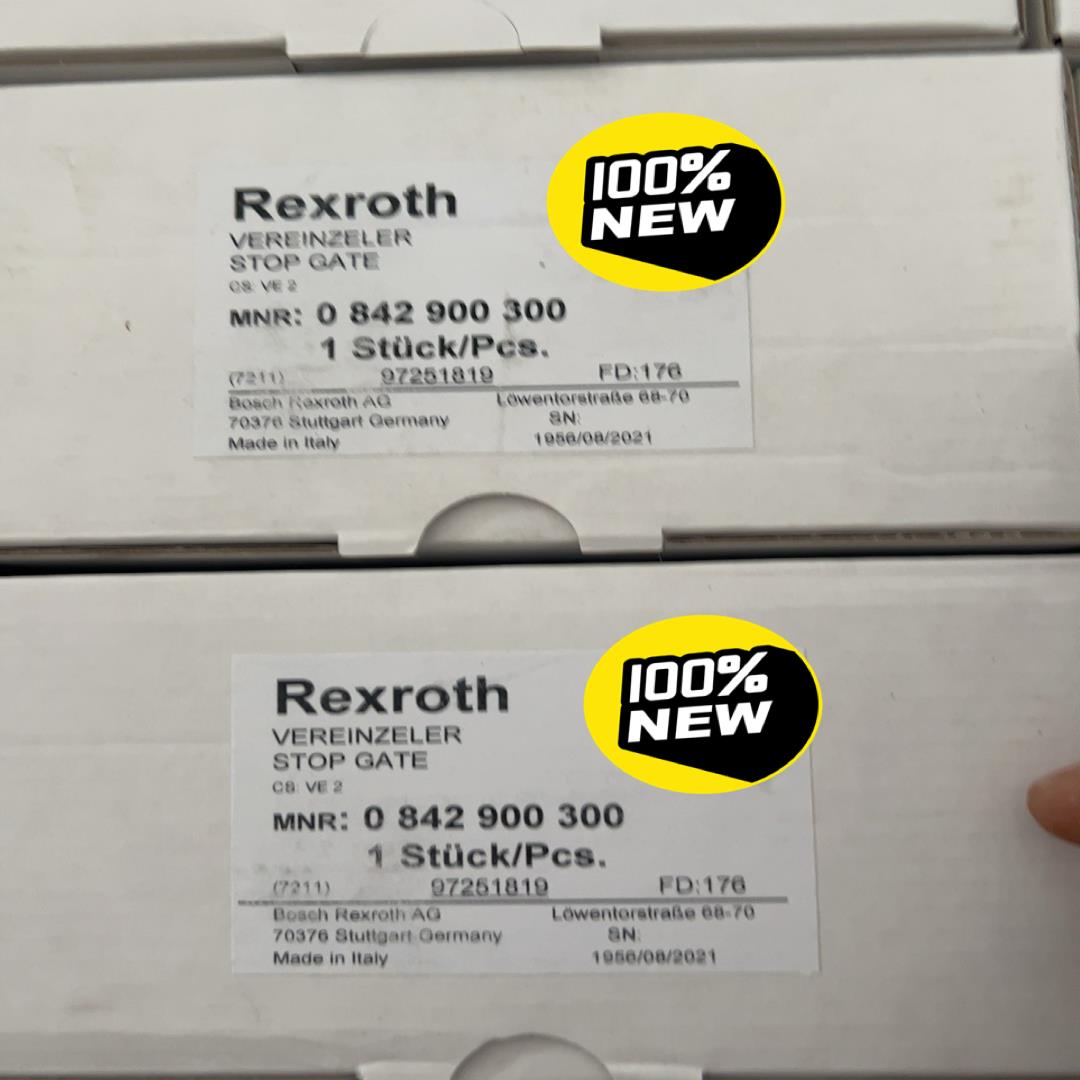 100%
NEW
Rexroth
VEREINZELER
STOP GATE
CS: VE 2
MNR: 0 842 900 300
1 Stück/Pcs.
(7211) 97251819 FD:176
Bosch Rexroth AG Löwentorstraße 68-70
70376 Stuttgart Germany SN:
Made in Italy 1956/08/2021
100%
NEW
Rexroth
VEREINZELER
STOP GATE
CS: VE 2
MNR: 0 842 900 300
1 Stück/Pcs.
(7211) 97251819 FD:176
Bosch Rexroth AG Löwentorstraße 68-70
70376 Stuttgart Germany SN:
Made in Italy 1956/08/2021